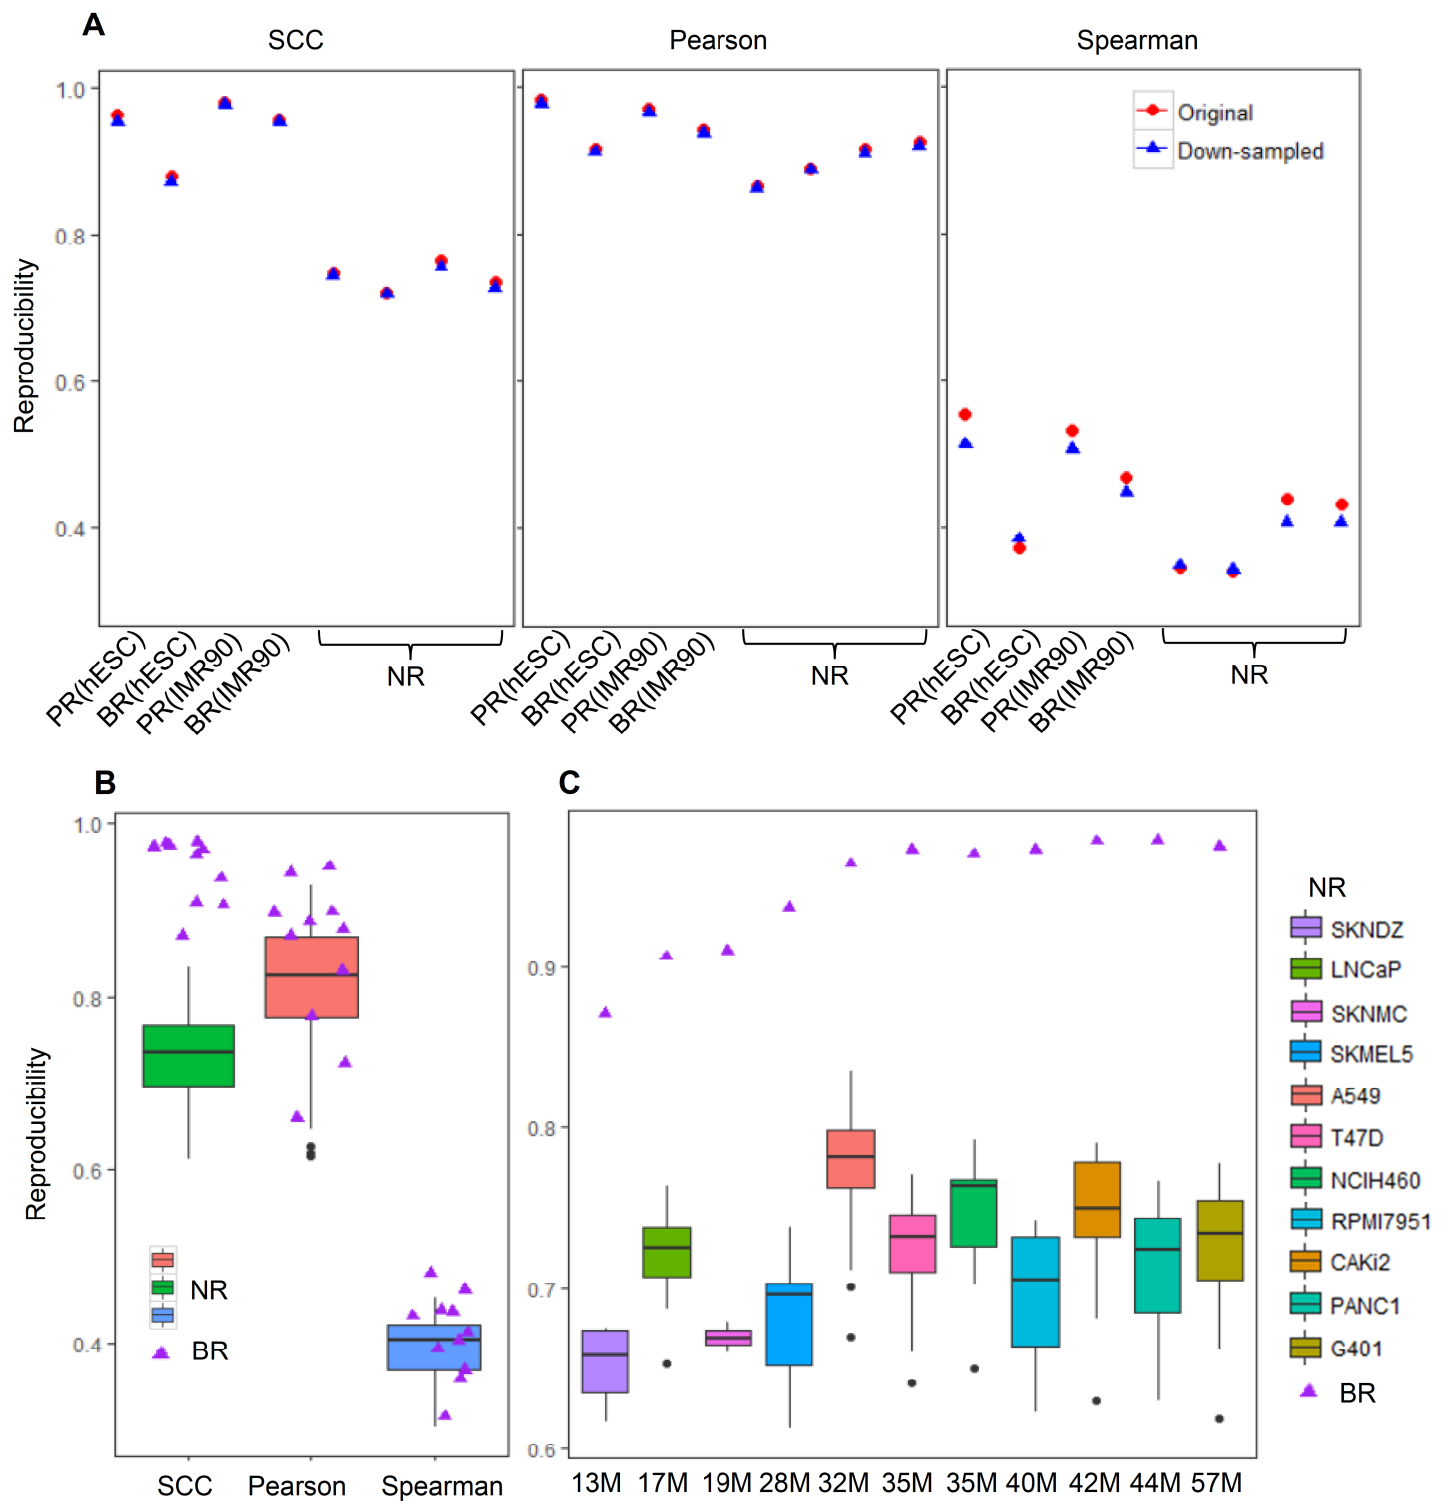 A
SCC
Pearson
Spearman
Reproducibility
1.0
0.8
0.6
0.4
Original
Down-sampled
PR(hESC)
BR(hESC)
PR(IMR90)
BR(IMR90)
NR
PR(hESC)
BR(hESC)
PR(IMR90)
BR(IMR90)
NR
PR(hESC)
BR(hESC)
PR(IMR90)
BR(IMR90)
NR
B
Reproducibility
1.0
0.8
0.6
0.4
NR
BR
SCC
Pearson
Spearman
C
0.9
0.8
0.7
0.6
13M 17M 19M 28M 32M 35M 35M 40M 42M 44M 57M
NR
SKNDZ
LNCaP
SKNMC
SKMEL5
A549
T47D
NCIH460
RPMI7951
CAKi2
PANC1
G401
BR